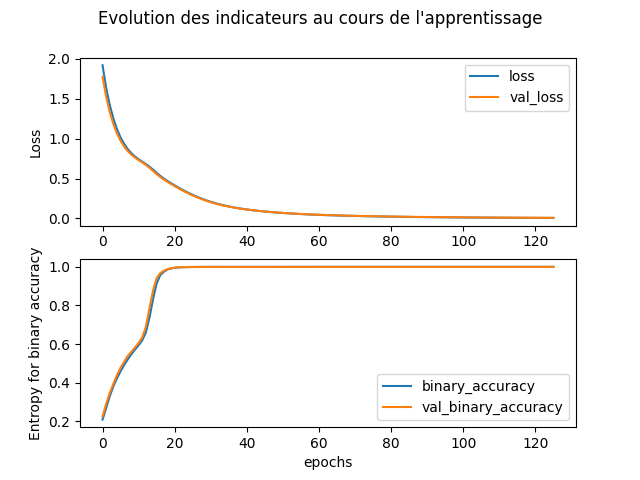 Evolution des indicateurs au cours de l'apprentissage
2.0
1.5
1.0
0.5
0.0
Loss
loss
val_loss
0 20 40 60 80 100 120
1.0
0.8
0.6
0.4
0.2
Entropy for binary accuracy
binary_accuracy
val_binary_accuracy
0 20 40 60 80 100 120
epochs